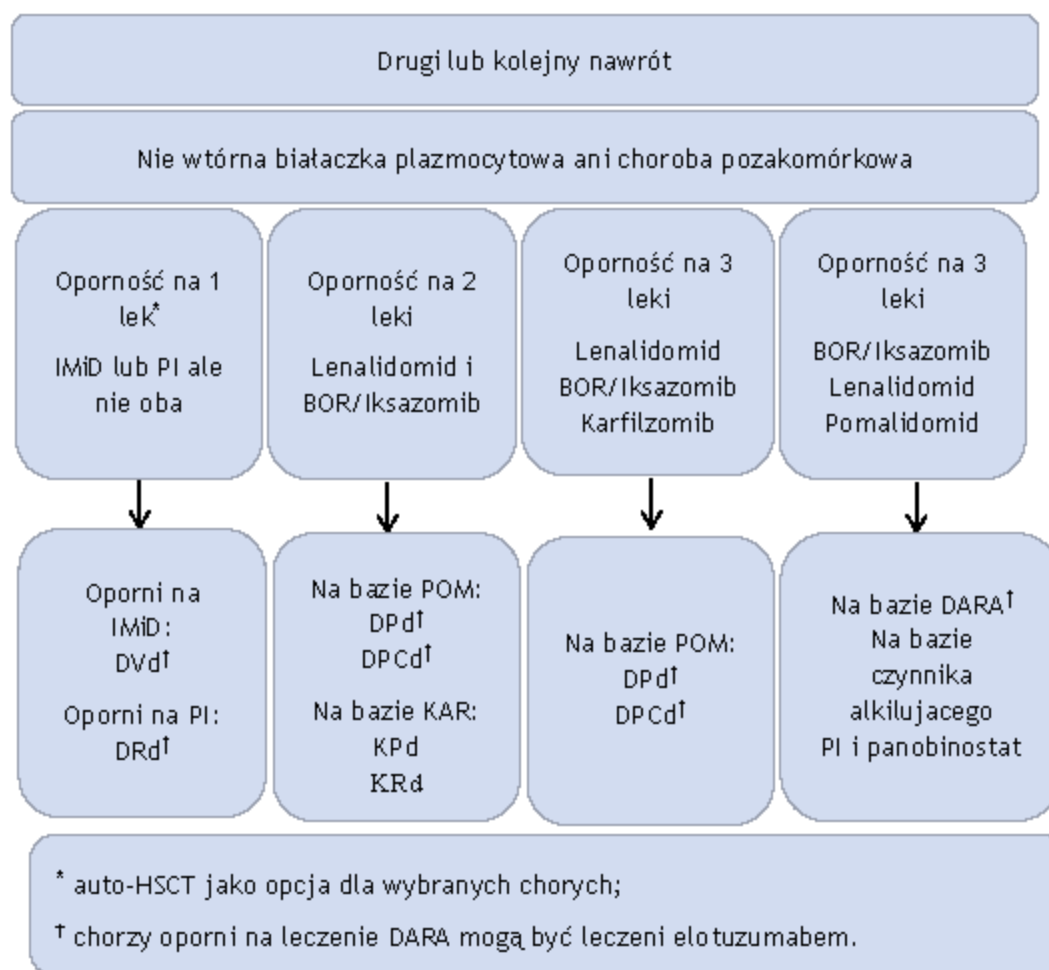 Drugi lub kolejny nawrót
Nie wtórna białaczka plazmocytowa ani choroba pozakomórkowa
Oporność na 1
lek*
IMiD lub PI ale
nie oba
Oporność na 2
leki
Lenalidomid i
BOR/Iksazomib
Oporność na 3
leki
Lenalidomid
BOR/Iksazomib
Karfilzomib
Oporność na 3
leki
BOR/Iksazomib
Lenalidomid
Pomalidomid
Oporni na
IMiD:
DVd†
Oporni na PI:
DRd†
Na bazie POM:
DPd†
DPCd†
Na bazie KAR:
KPd
KRd
Na bazie POM:
DPd†
DPCd†
Na bazie DARA†
Na bazie
czynnika
alkilujacego
PI i panobinostat
* auto-HSCT jako opcja dla wybranych chorych;
† chorzy oporni na leczenie DARA mogą być leczeni elotuzumabem.